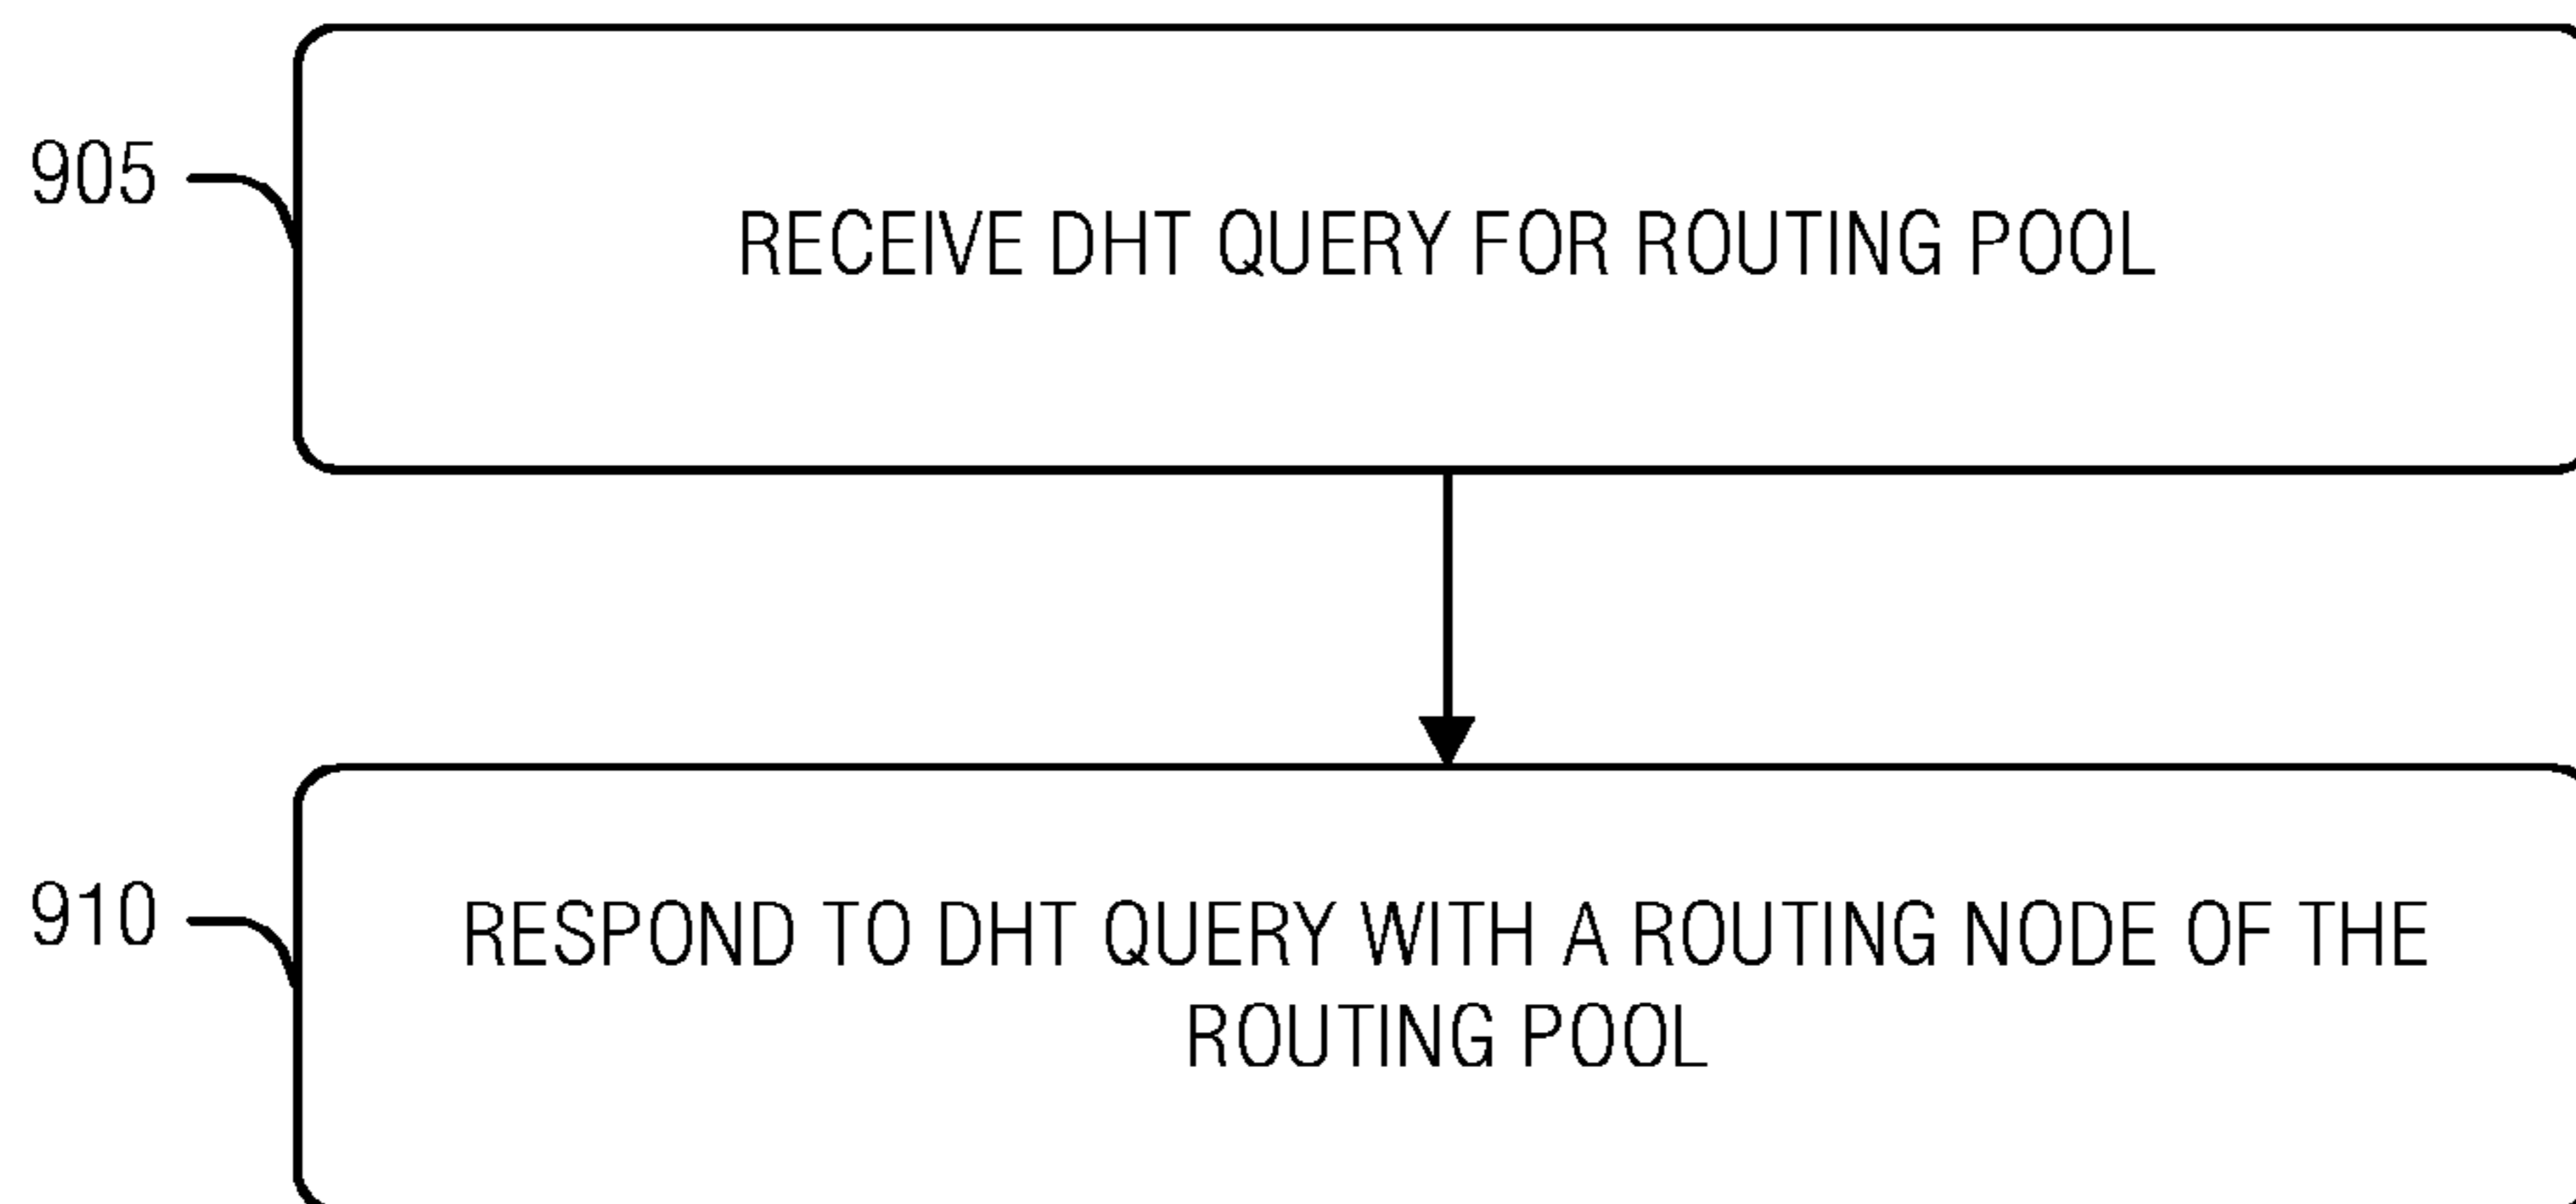 905
RECEIVE DHT QUERY FOR ROUTING POOL
910
RESPOND TO DHT QUERY WITH A ROUTING NODE OF THE
ROUTING POOL